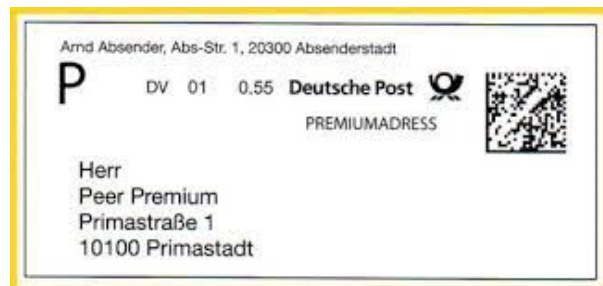 Arnd Absender, Abs-Str. 1, 20300 Absenderstadt
P DV 01 0.55 Deutsche Post
PREMIUMADRESS
Herr
Peer Premium
Primastraße 1
10100 Primastadt